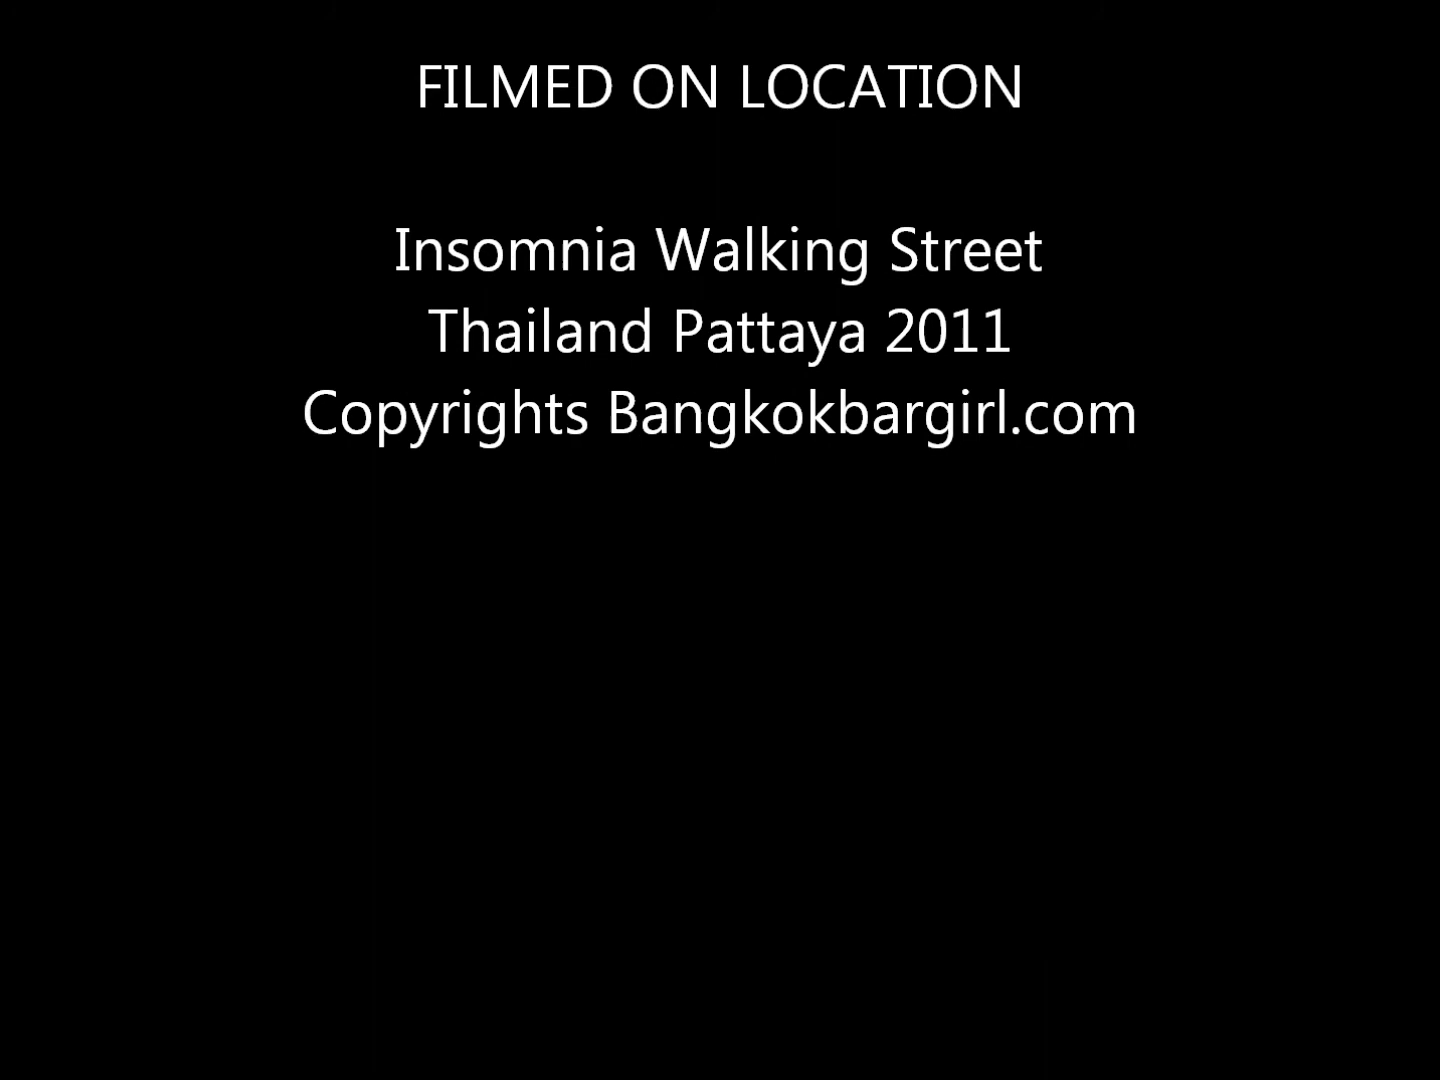 FILMED ON LOCATION
Insomnia Walking Street
Thailand Pattaya 2011
Copyrights Bangkokbargirl.com